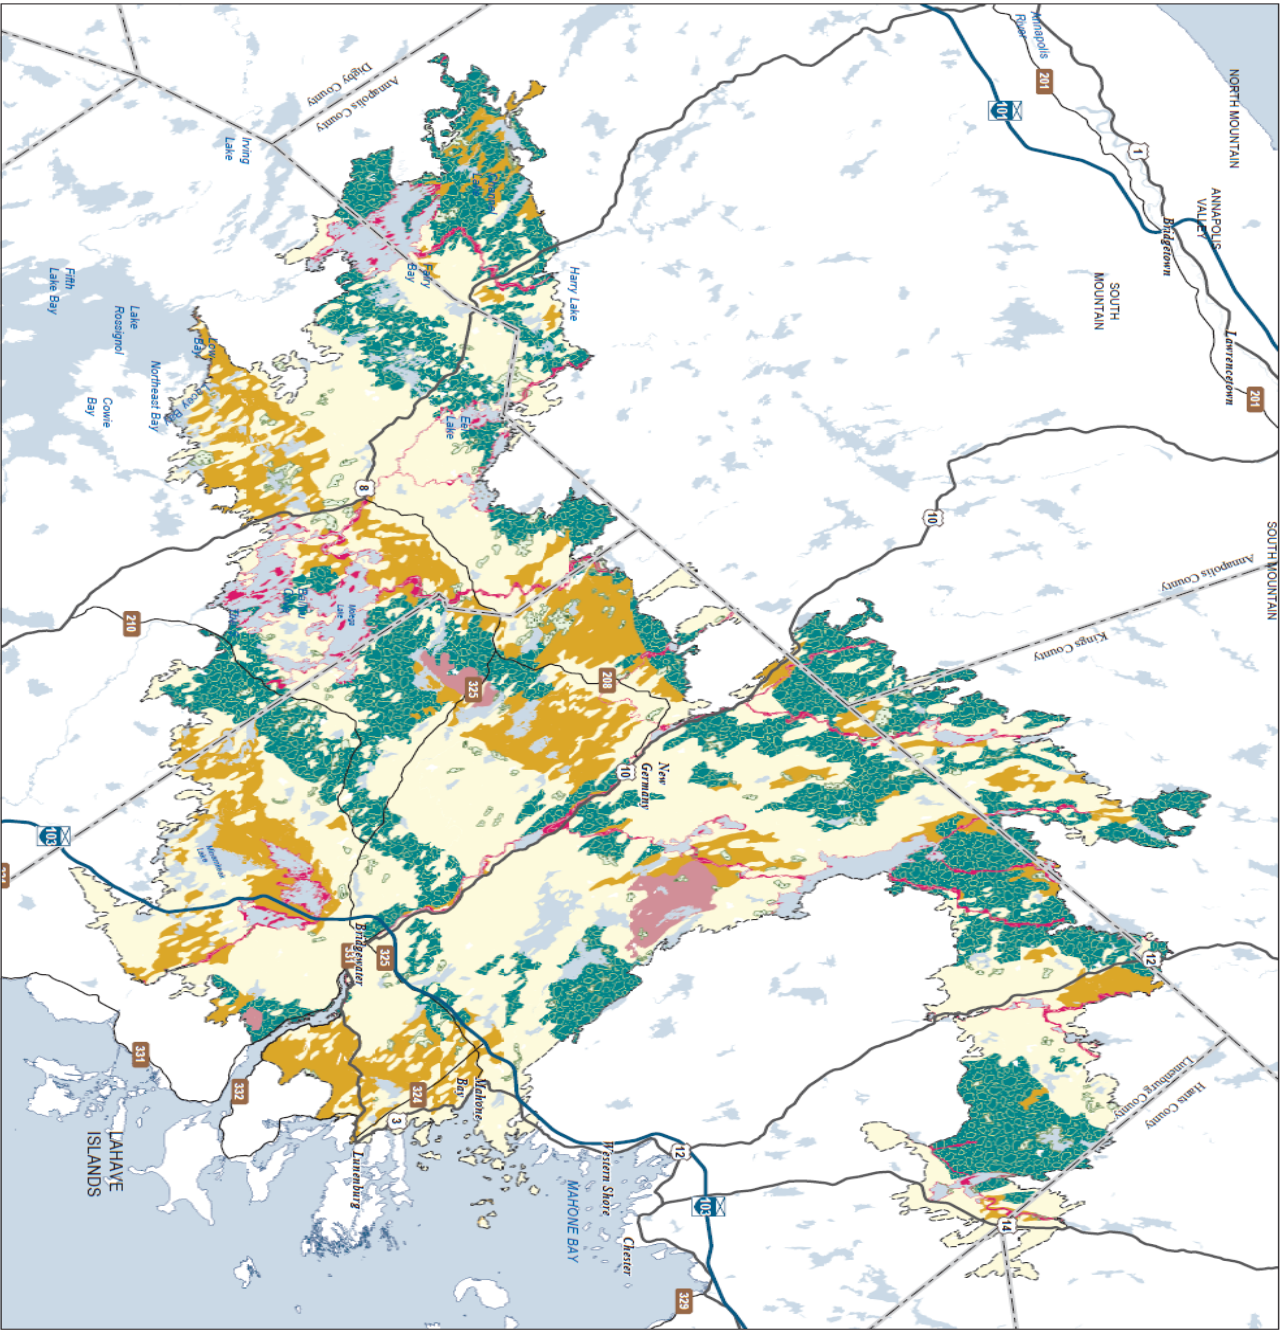 NORTH MOUNTAIN
Annapolis
River
201
101
1
ANNAPOLIS
VALLEY
Bridgetown
SOUTH
MOUNTAIN
Lawrencetown
201
Digby County
Annapolis County
Irving
Lake
Harry Lake
Fairy
Bay
Fifth
Lake Bay
Lake
Rossignol
Northeast Bay
Cowie
Bay
Eel
Lake
8
10
SOUTH MOUNTAIN
Annapolis County
Kings County
210
325
208
10
New
Germany
103
Bridgewater
331
325
12
331
332
324
3
Mahone
Bay
Lunenburg
LAHAVE
ISLANDS
Western Shore
MAHONE BAY
Chester
12
103
329
14
Lunenburg County
Hants County